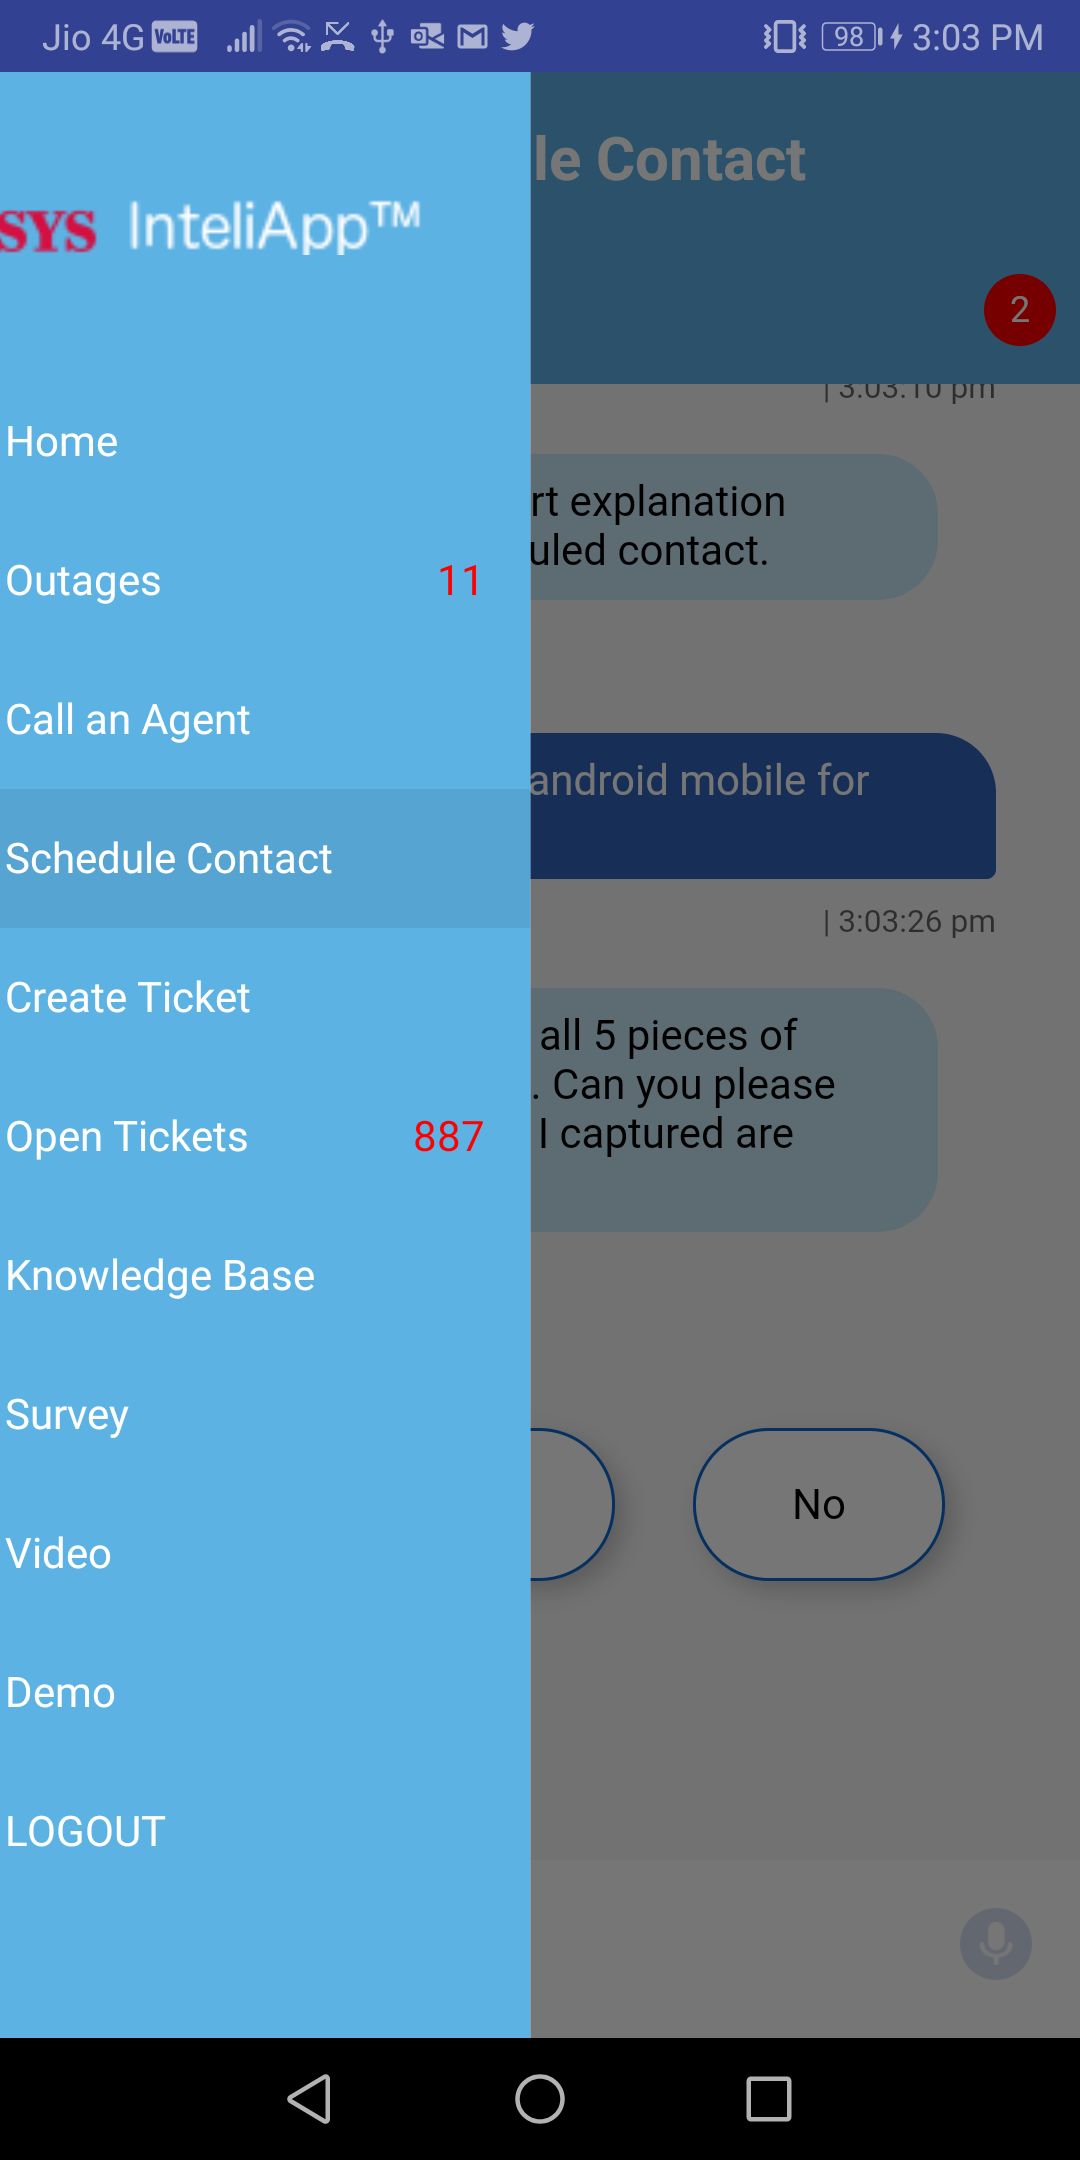 Jio 4G VoLTE 98 3:03 PM
le Contact
SYS InteliApp™
2
| 3:03:10 pm
Home
rt explanation
uled contact.
Outages 11
Call an Agent
android mobile for
Schedule Contact
| 3:03:26 pm
Create Ticket
all 5 pieces of
. Can you please
I captured are
Open Tickets 887
Knowledge Base
Survey
No
Video
Demo
LOGOUT